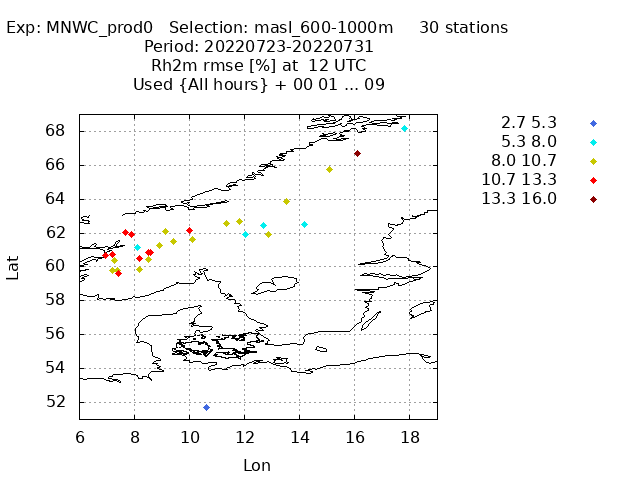 Exp: MNWC_prod0 Selection: masl_600-1000m 30 stations
Period: 20220723-20220731
Rh2m rmse [%] at 12 UTC
Used {All hours} + 00 01 ... 09
2.7 5.3
5.3 8.0
8.0 10.7
10.7 13.3
13.3 16.0
68
66
64
62
60
58
56
54
52
Lat
6 8 10 12 14 16 18
Lon